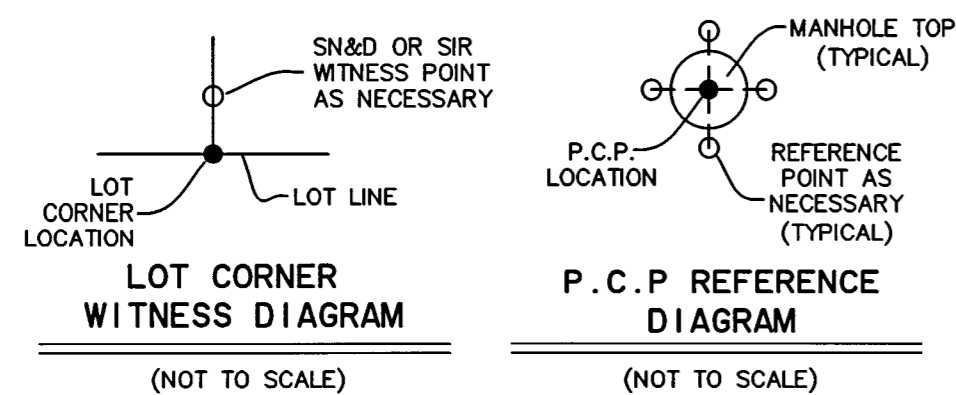 SN&D OR SIR
WITNESS POINT
AS NECESSARY
LOT
CORNER
LOCATION
LOT LINE
LOT CORNER
WITNESS DIAGRAM
(NOT TO SCALE)
MANHOLE TOP
(TYPICAL)
P.C.P.
LOCATION
REFERENCE
POINT AS
NECESSARY
(TYPICAL)
P.C.P REFERENCE
DIAGRAM
(NOT TO SCALE)